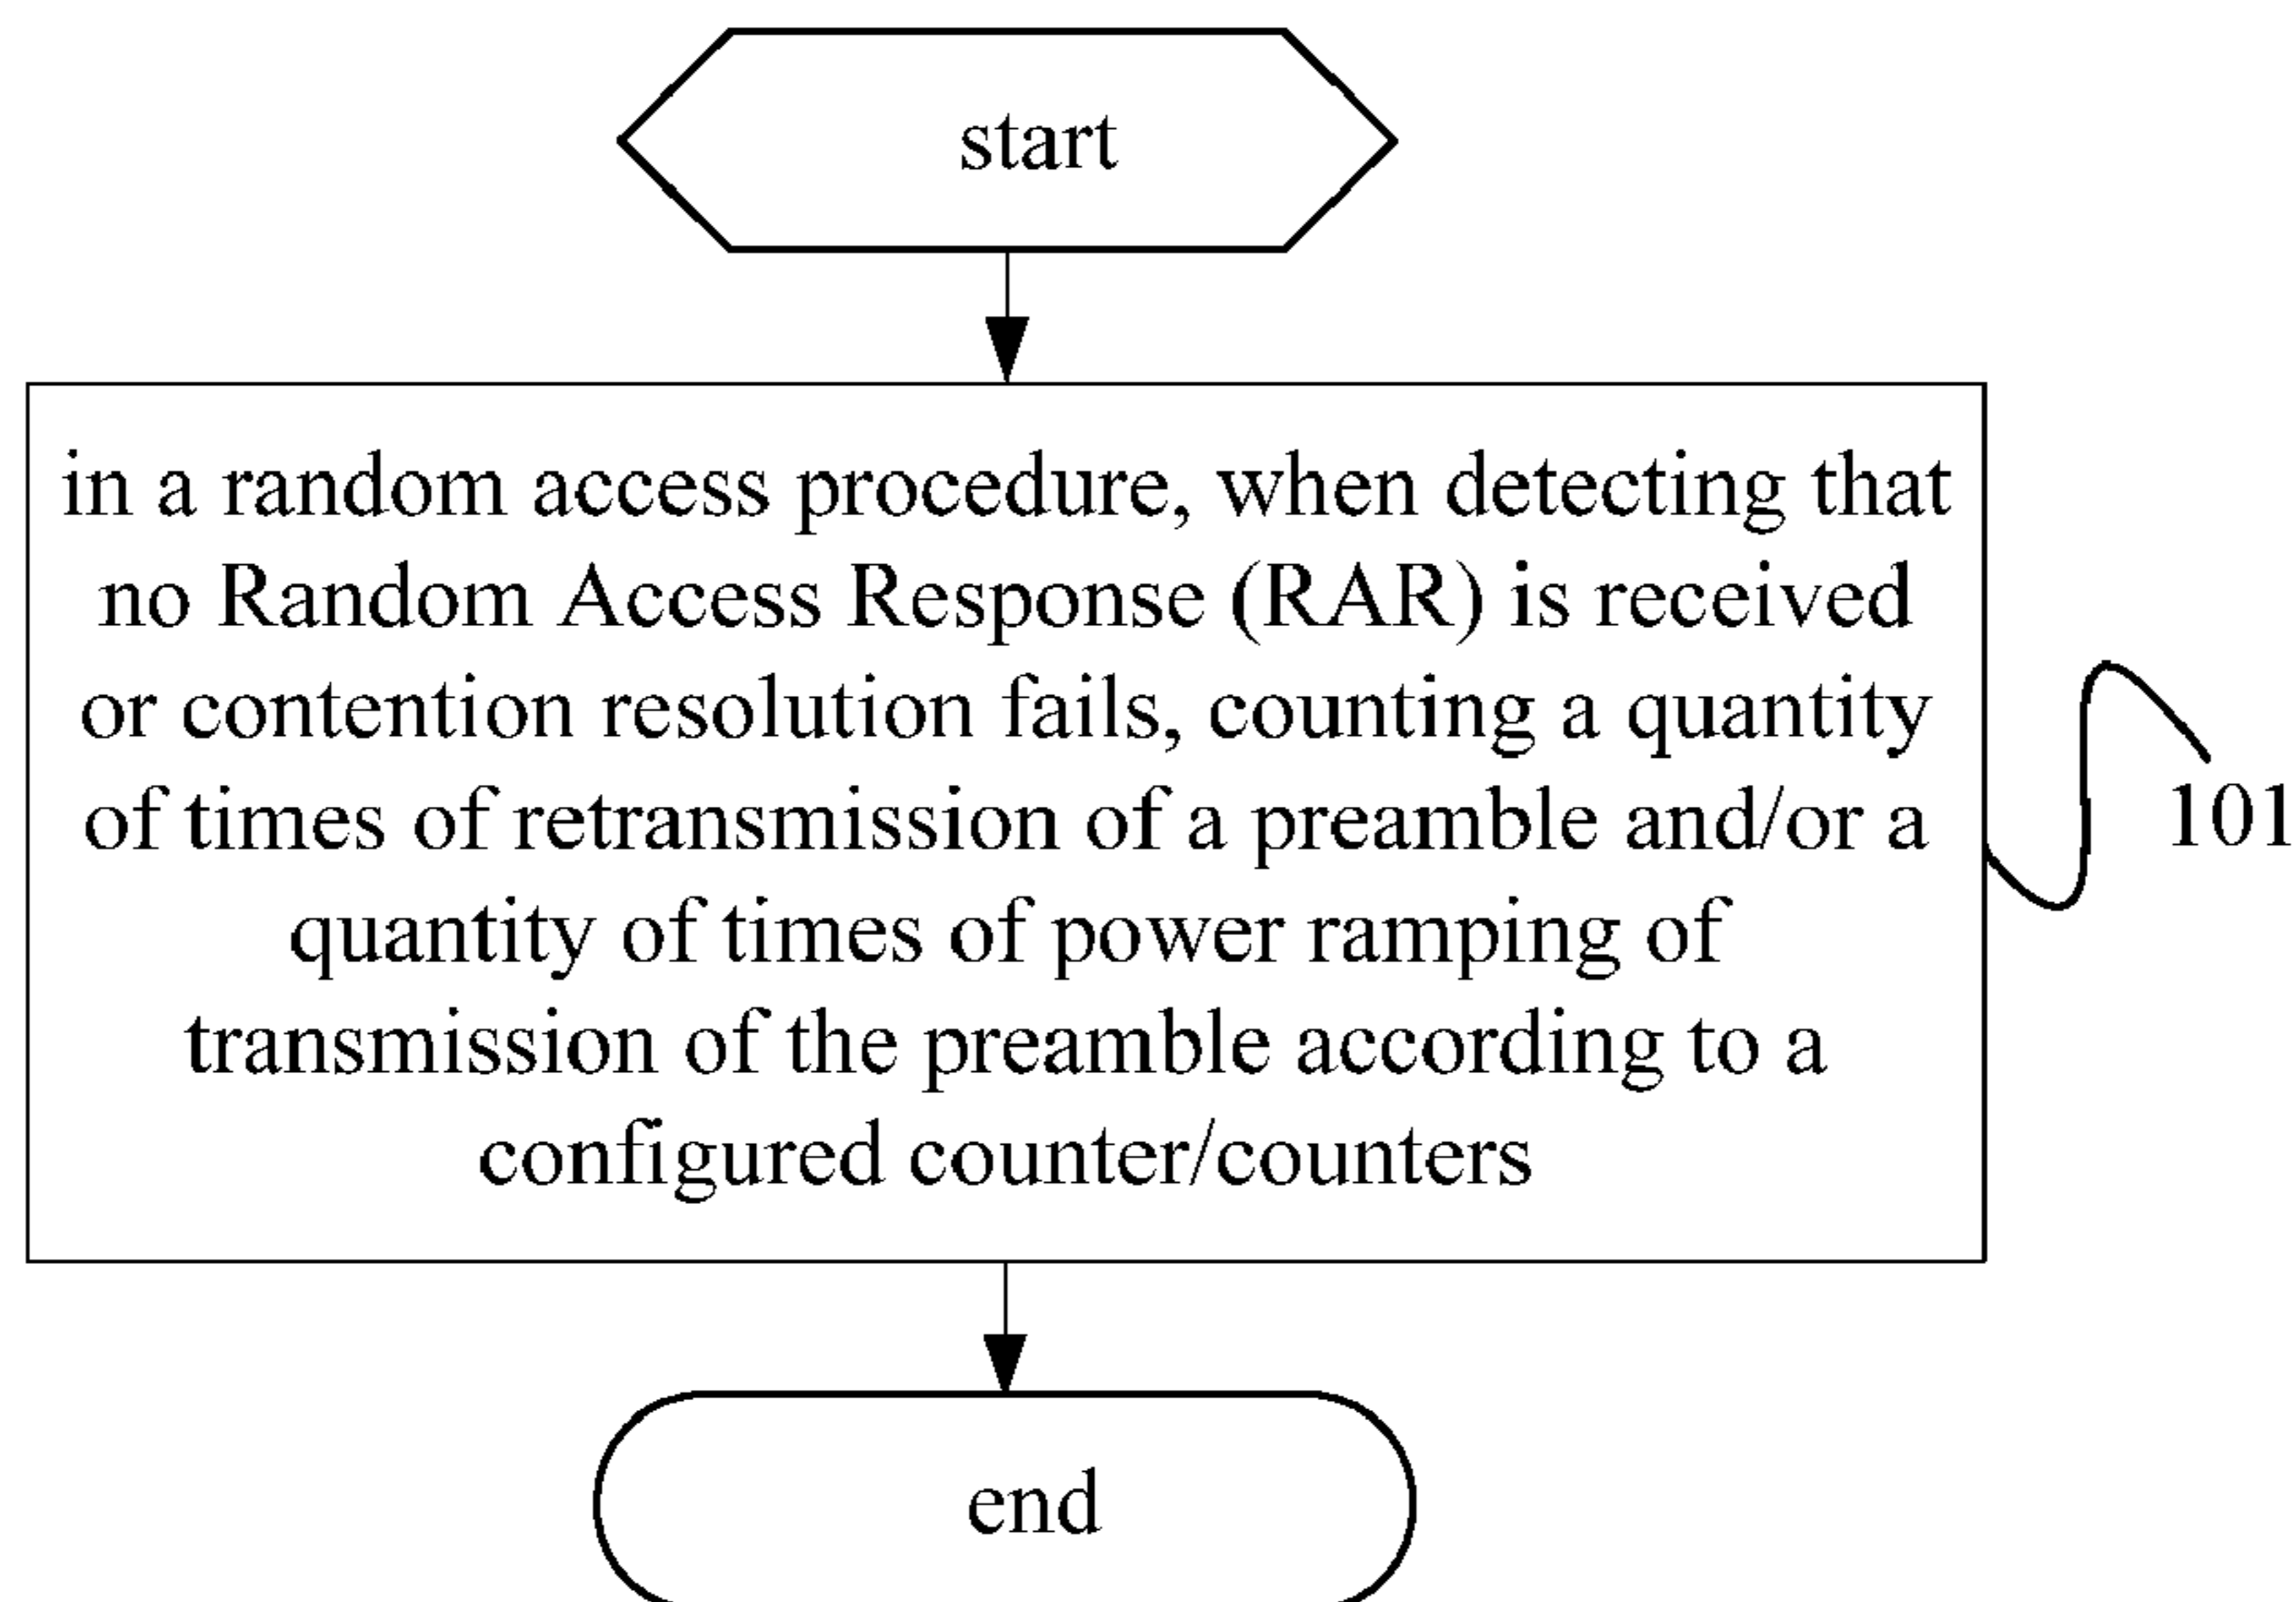 start
in a random access procedure, when detecting that
no Random Access Response (RAR) is received
or contention resolution fails, counting a quantity
of times of retransmission of a preamble and/or a
quantity of times of power ramping of
transmission of the preamble according to a
configured counter/counters
101
end